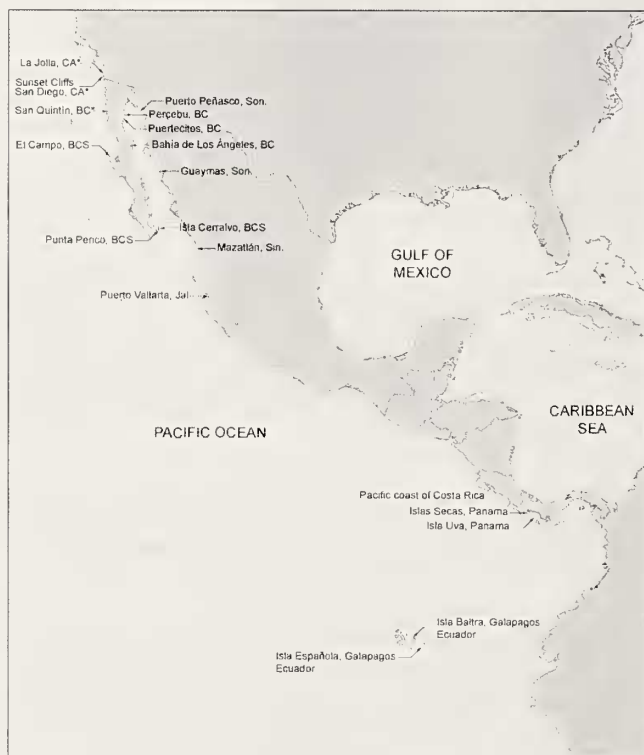 La Jolla, CA*
Sunset Cliffs
San Diego, CA*
San Quintín, BC*
El Campo, BCS
Punta Perico, BCS
Puerto Peñasco, Son.
Perçebu, BC
Puertecitos, BC
Bahía de Los Ángeles, BC
Guaymas, Son.
Isla Cerralvo, BCS
Mazatlán, Sin.
Puerto Vallarta, Jal
GULF OF
MEXICO
PACIFIC OCEAN
CARIBBEAN
SEA
Pacific coast of Costa Rica
Islas Secas, Panama
Isla Uva, Panama
Isla Baltra, Galapagos
Ecuador
Isla Española, Galapagos
Ecuador